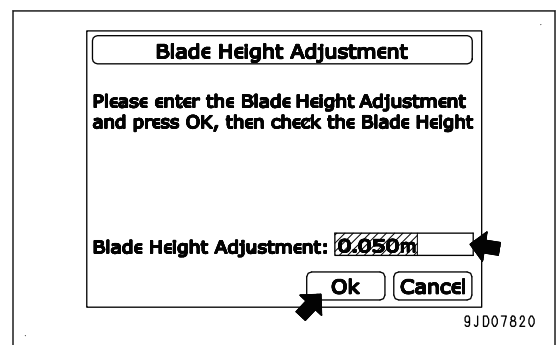 Blade Height Adjustment
Please enter the Blade Height Adjustment
and press OK, then check the Blade Height
Blade Height Adjustment: 0.050m
Ok Cancel
9JD07820